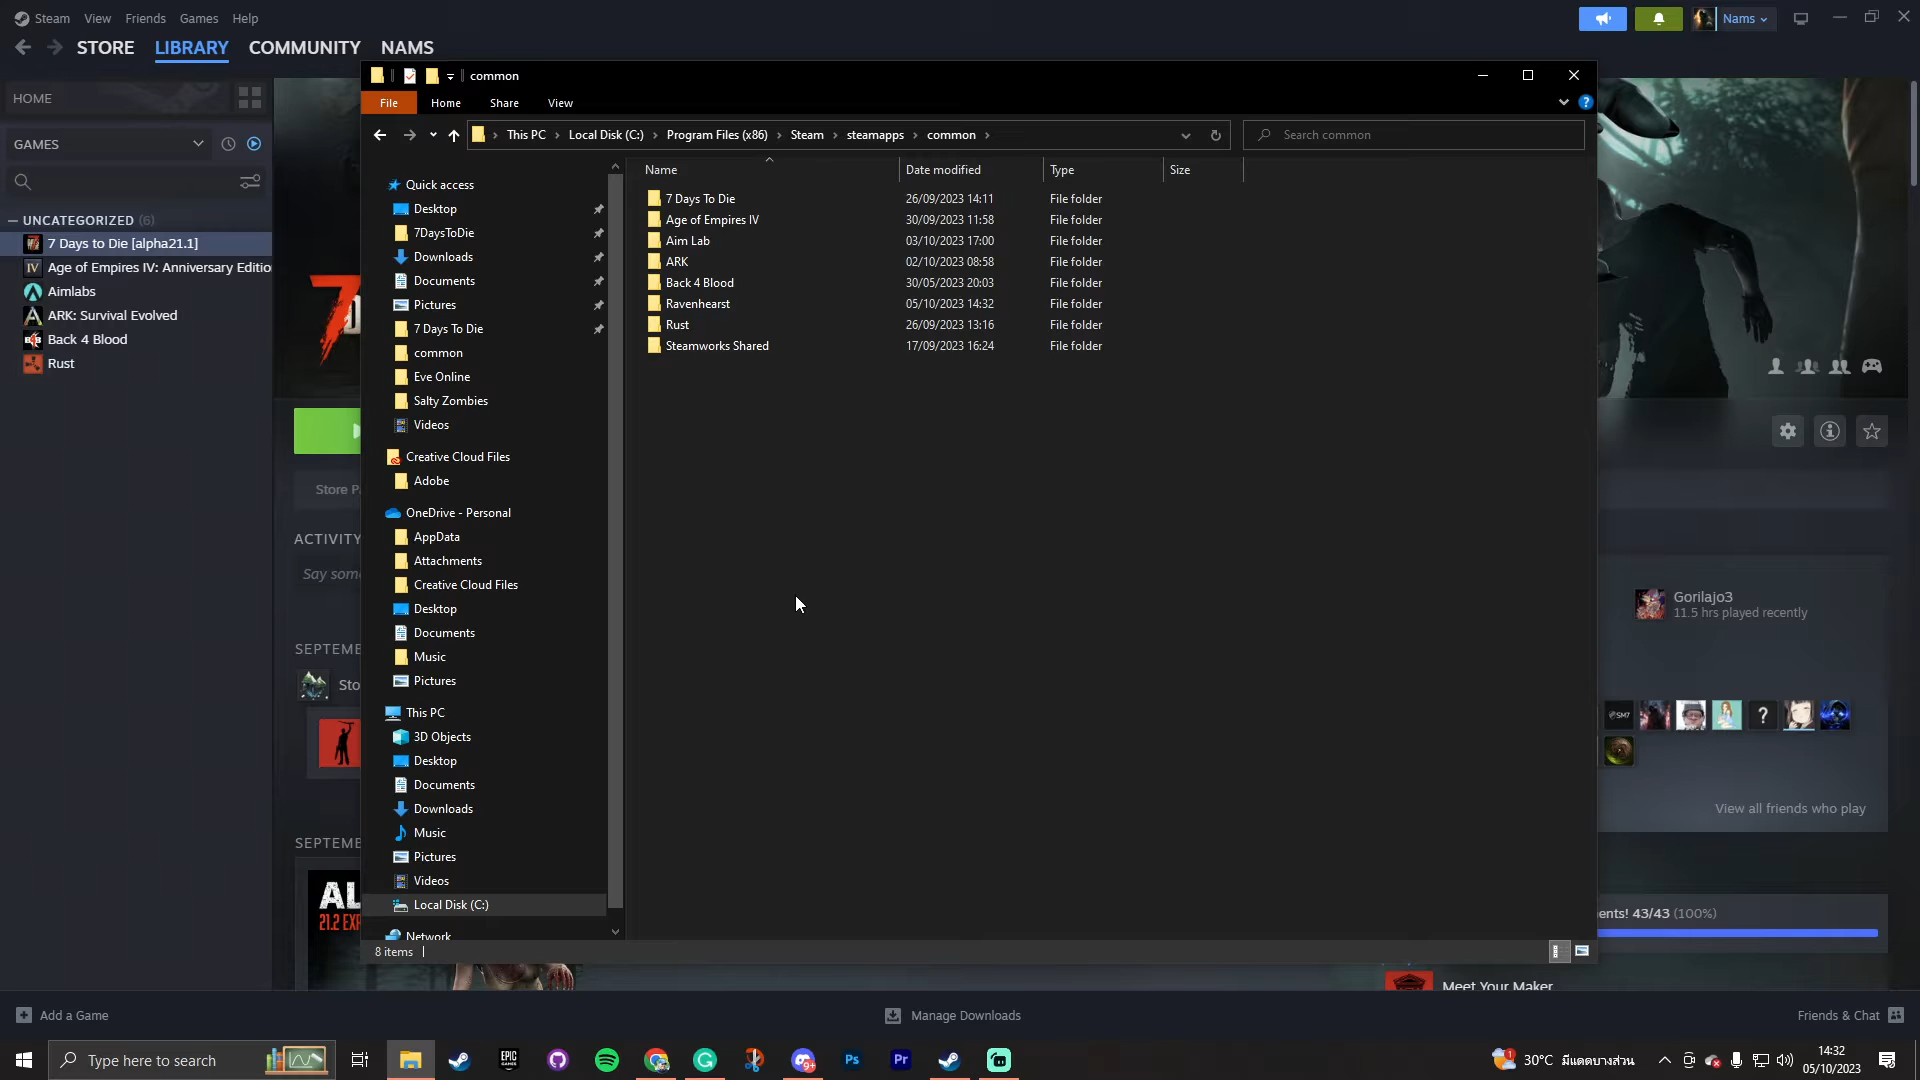 Steam View Friends Games Help
Nams
STORE LIBRARY COMMUNITY NAMS
common
File Home Share View
HOME
This PC Local Disk (C:) Program Files (x86) Steam steamapps common
Search common
GAMES
Name Date modified Type Size
UNCATEGORIZED (6)
7 Days to Die [alpha21.1]
Age of Empires IV: Anniversary Editio
Aimlabs
ARK: Survival Evolved
Back 4 Blood
Rust
Quick access
Desktop
7DaysToDie
Downloads
Documents
Pictures
7 Days To Die
common
Eve Online
Salty Zombies
Videos
Creative Cloud Files
Adobe
OneDrive - Personal
AppData
Attachments
Creative Cloud Files
Desktop
Documents
Music
Pictures
This PC
3D Objects
Desktop
Documents
Downloads
Music
Pictures
Videos
Local Disk (C:)
Network
8 items
7 Days To Die 26/09/2023 14:11 File folder
Age of Empires IV 30/09/2023 11:58 File folder
Aim Lab 03/10/2023 17:00 File folder
ARK 02/10/2023 08:58 File folder
Back 4 Blood 30/05/2023 20:03 File folder
Ravenhearst 05/10/2023 14:32 File folder
Rust 26/09/2023 13:16 File folder
Steamworks Shared 17/09/2023 16:24 File folder
7
Store P
ACTIVITY
Say som
SEPTEME
Sto
SEPTEME
AL
21.2 EXP
Gorilajo3
11.5 hrs played recently
SM7
?
View all friends who play
ents! 43/43 (100%)
Meet Your Maker
Add a Game
Manage Downloads
Friends & Chat
Type here to search
EPIC
GAMES
9+
Ps
Pr
1
30°C มีแดดบางส่วน
14:32
05/10/2023